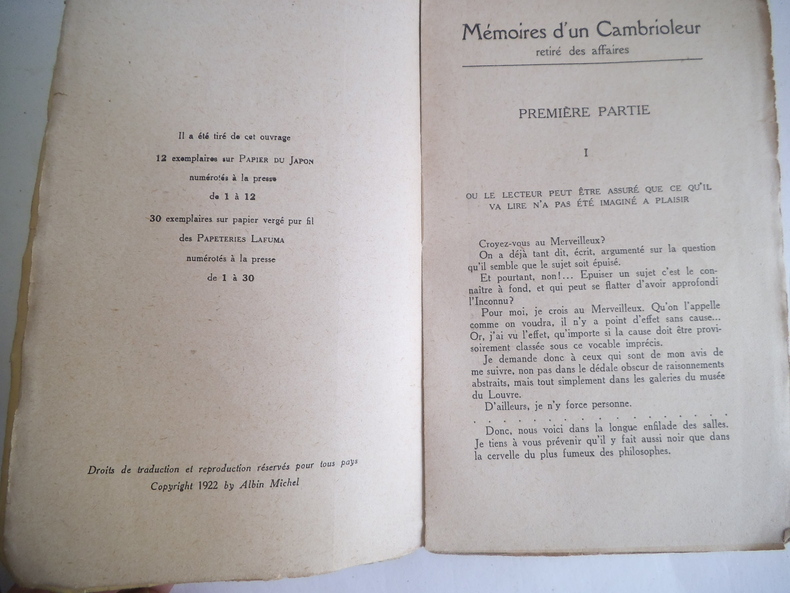 Il a été tiré de cet ouvrage
12 exemplaires sur PAPIER DU JAPON
numérotés à la presse
de 1 à 12
30 exemplaires sur papier vergé pur fil
des PAPETERIES LAFUMA
numérotés à la presse
de 1 à 30
Droits de traduction et reproduction réservés pour tous pays
Copyright 1922 by Albin Michel
Mémoires d'un Cambrioleur
retiré des affaires
PREMIÈRE PARTIE
I
OU LE LECTEUR PEUT ÊTRE ASSURÉ QUE CE QU'IL
VA LIRE N'A PAS ÉTÉ IMAGINÉ A PLAISIR
Croyez-vous au Merveilleux?
On a déjà tant dit, écrit, argumenté sur la question
qu'il semble que le sujet soit épuisé.
Et pourtant, non!... Epuiser un sujet c'est le con-
naître à fond, et qui peut se flatter d'avoir approfondi
l'Inconnu?
Pour moi, je crois au Merveilleux. Qu'on l'appelle
comme on voudra, il n'y a point d'effet sans cause...
Or, j'ai vu l'effet, qu'importe si la cause doit être provi-
soirement classée sous ce vocable imprécis.
Je demande donc à ceux qui sont de mon avis de
me suivre, non pas dans le dédale obscur de raisonnements
abstraits, mais tout simplement dans les galeries du musée
du Louvre.
D'ailleurs, je n'y force personne.
. . . . . . . . . . . . . . . . .
Donc, nous voici dans la longue enfilade des salles.
Je tiens à vous prévenir qu'il y fait aussi noir que dans
la cervelle du plus fumeux des philosophes.